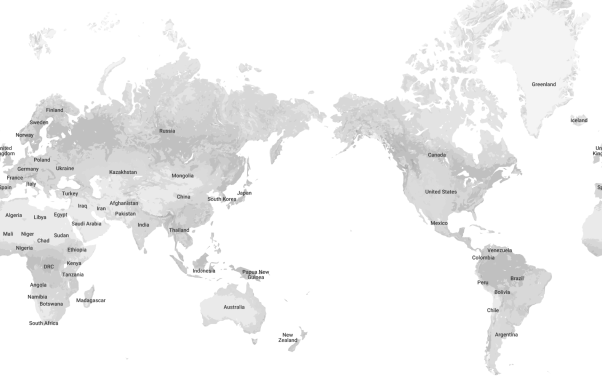 Greenland
Finland
Iceland
Sweden
Russia
Norway
Canada
Poland
Germany
Ukraine
France
Kazakhstan
Mongolia
Italy
Turkey
China
Japan
South Korea
United States
Iraq
Iran
Afghanistan
Pakistan
Algeria
Libya
Egypt
Saudi Arabia
India
Mexico
Mali
Niger
Chad
Sudan
Thailand
Nigeria
Ethiopia
Venezuela
Colombia
DRC
Kenya
Tanzania
Indonesia
Papua New
Guinea
Peru
Brazil
Angola
Bolivia
Namibia
Botswana
Madagascar
Australia
Chile
South Africa
New
Zealand
Argentina